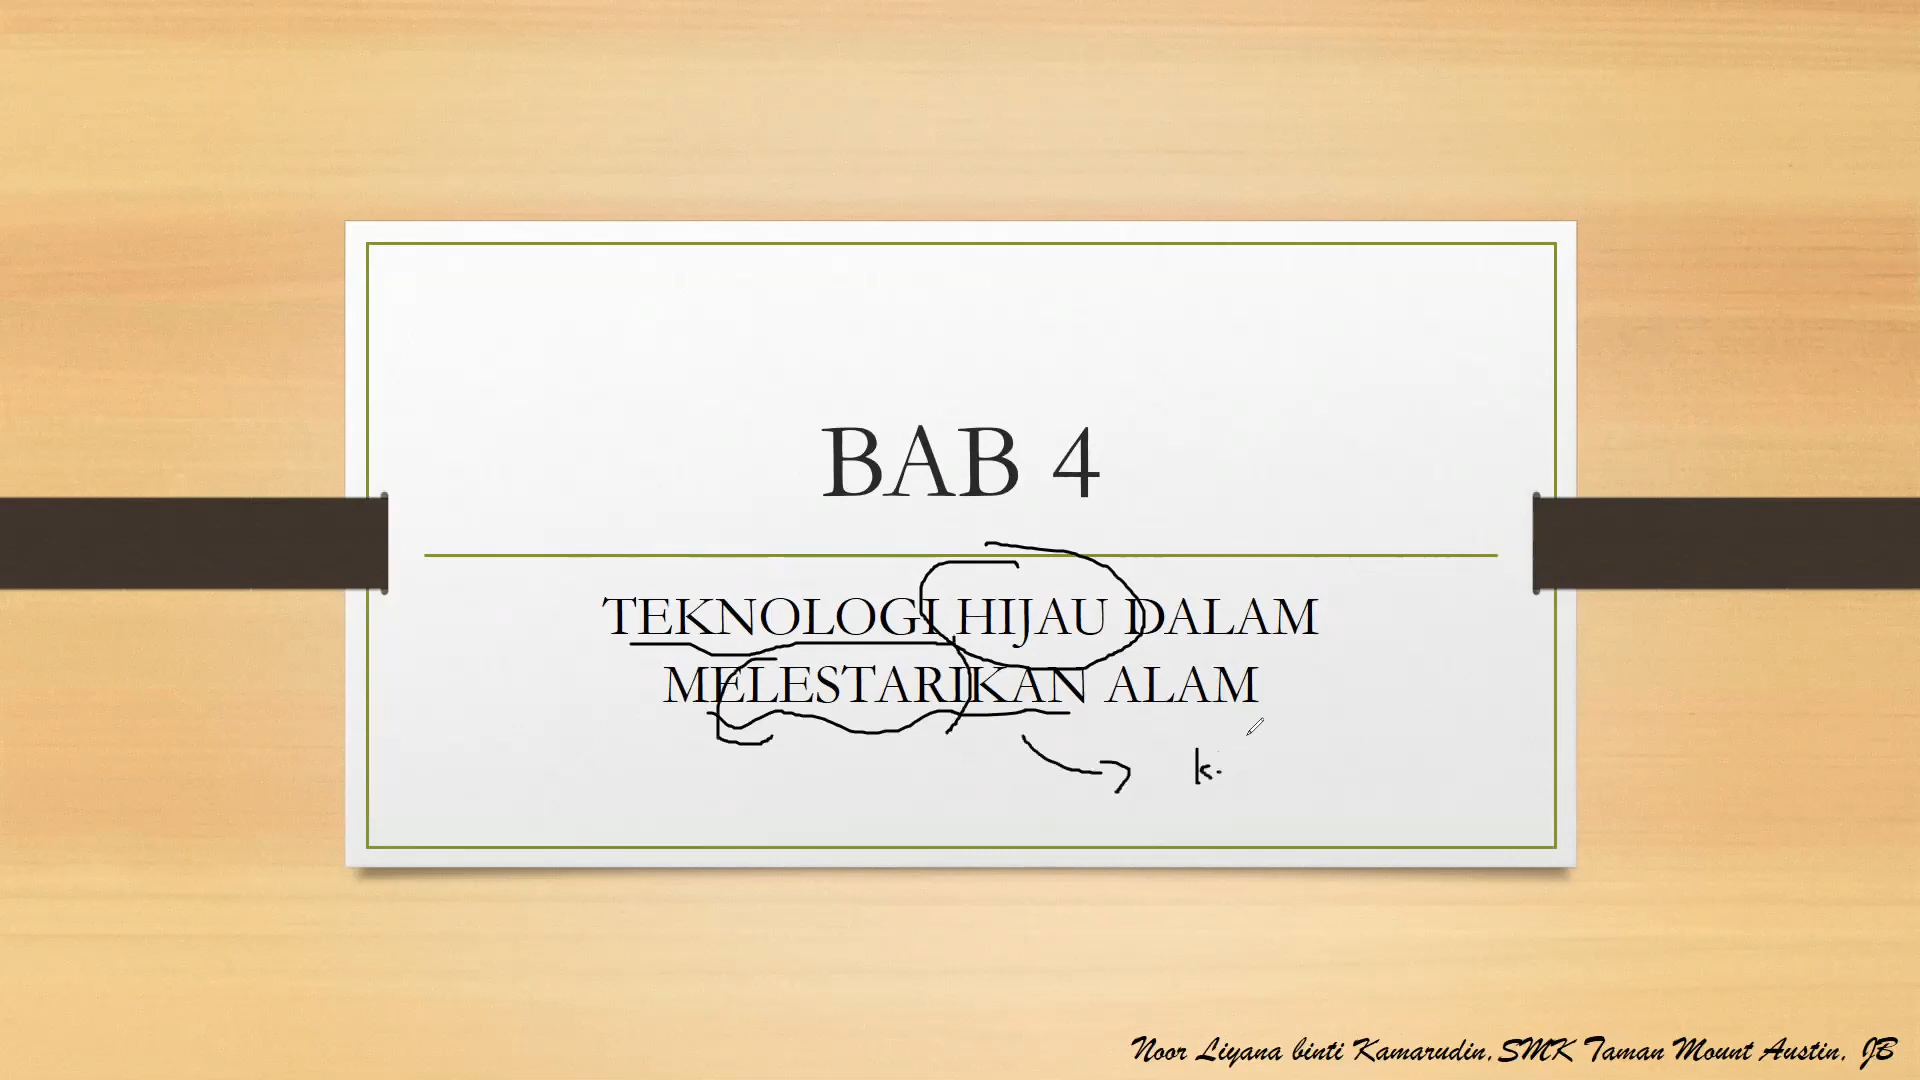 BAB 4
TEKNOLOGI HIJAU DALAM
MELESTARIKAN ALAM
k.
Noor Liyana binti Kamarudin, SMK Taman Mount Austin, JB